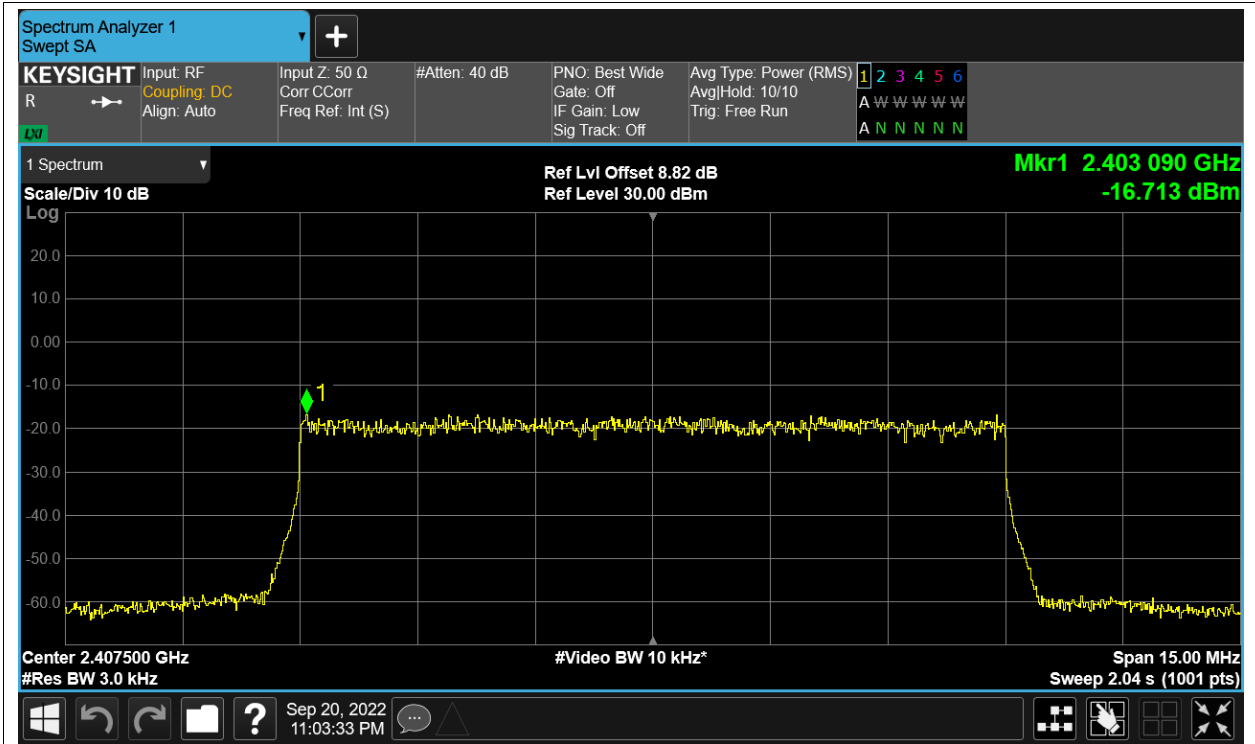 Spectrum Analyzer 1
Swept SA
KEYSIGHT
R
LXI
Input: RF
Coupling: DC
Align: Auto
Input Z: 50 Ω
Corr CCorr
Freq Ref: Int (S)
#Atten: 40 dB
PNO: Best Wide
Gate: Off
IF Gain: Low
Sig Track: Off
Avg Type: Power (RMS)
Avg|Hold: 10/10
Trig: Free Run
1 2 3 4 5 6
A W W W W W
A N N N N N
1 Spectrum
Scale/Div 10 dB
Log
Ref Lvl Offset 8.82 dB
Ref Level 30.00 dBm
Mkr1 2.403 090 GHz
-16.713 dBm
20.0
10.0
0.00
-10.0
1
-20.0
-30.0
-40.0
-50.0
-60.0
Center 2.407500 GHz
#Video BW 10 kHz*
Span 15.00 MHz
#Res BW 3.0 kHz
Sweep 2.04 s (1001 pts)
?
Sep 20, 2022
11:03:33 PM